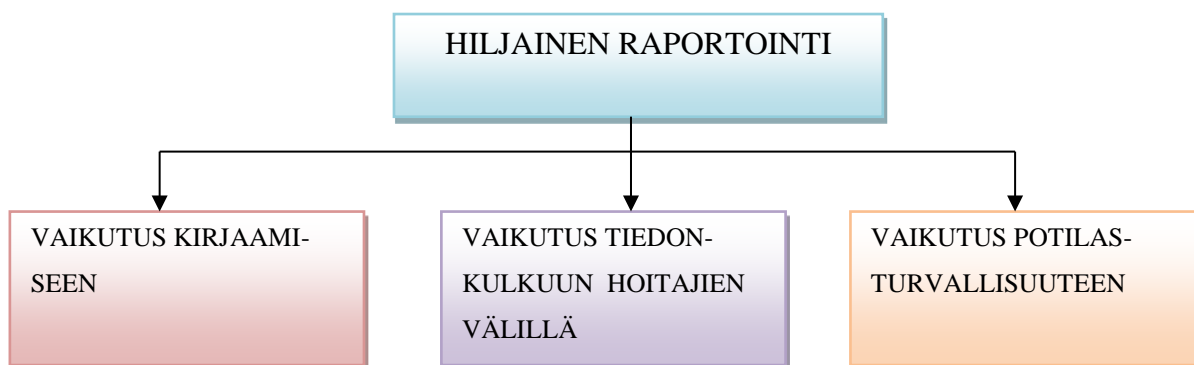 HILJAINEN RAPORTOINTI
VAIKUTUS KIRJAAMI-
SEEN
VAIKUTUS TIEDON-
KULKUUN HOITAJIEN
VÄLILLÄ
VAIKUTUS POTILAS-
TURVALLISUUTEEN